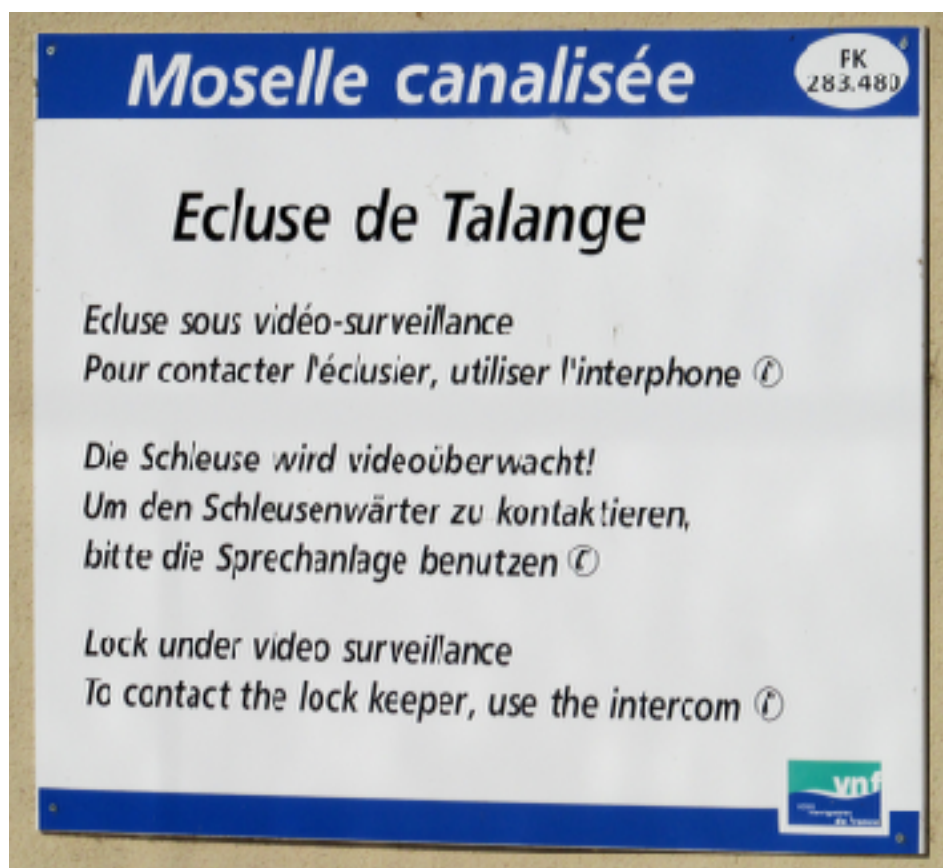 Moselle canalisée
PK
283.480
Ecluse de Talange
Ecluse sous vidéo-surveillance
Pour contacter l'éclusier, utiliser l'interphone ✆
Die Schleuse wird videoüberwacht!
Um den Schleusenwärter zu kontaktieren,
bitte die Sprechanlage benutzen ✆
Lock under video surveillance
To contact the lock keeper, use the intercom ✆
vnf